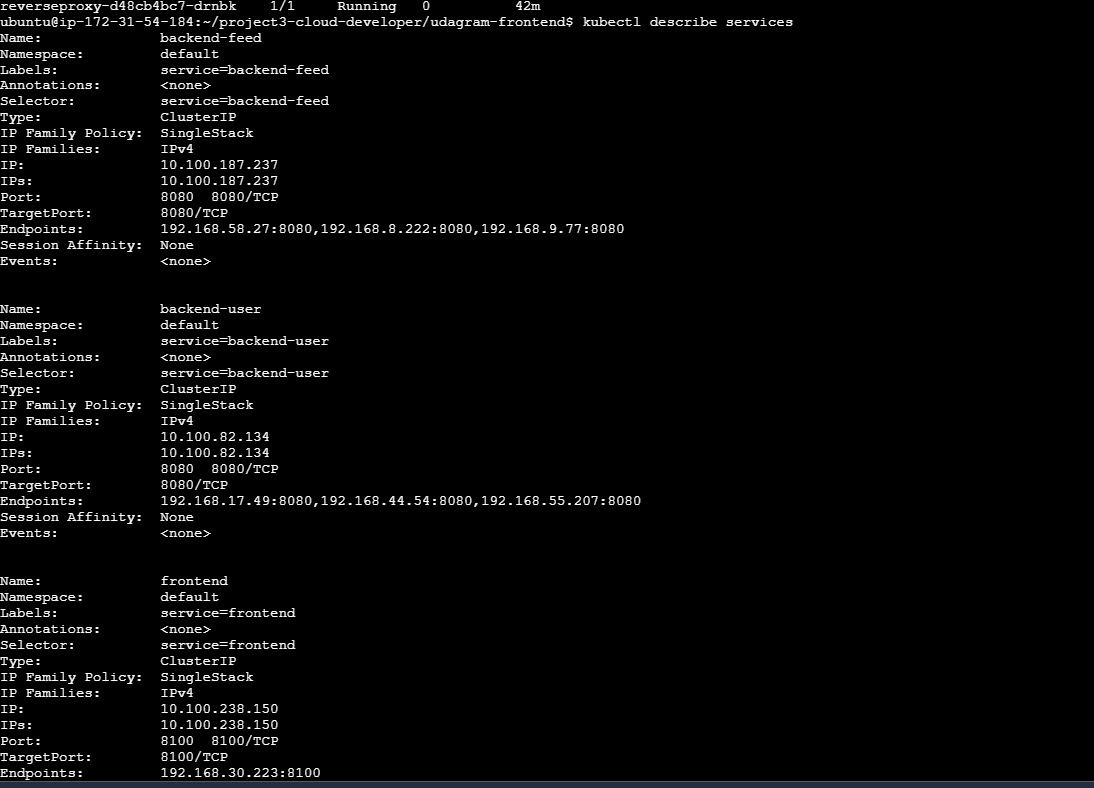 reverseproxy-d48cb4bc7-drnbk    1/1     Running   0          42m
ubuntu@ip-172-31-54-184:~/project3-cloud-developer/udagram-frontend$ kubectl describe services
Name:              backend-feed
Namespace:         default
Labels:            service=backend-feed
Annotations:       <none>
Selector:          service=backend-feed
Type:              ClusterIP
IP Family Policy:  SingleStack
IP Families:       IPv4
IP:                10.100.187.237
IPs:               10.100.187.237
Port:              8080  8080/TCP
TargetPort:        8080/TCP
Endpoints:         192.168.58.27:8080,192.168.8.222:8080,192.168.9.77:8080
Session Affinity:  None
Events:            <none>
Name:              backend-user
Namespace:         default
Labels:            service=backend-user
Annotations:       <none>
Selector:          service=backend-user
Type:              ClusterIP
IP Family Policy:  SingleStack
IP Families:       IPv4
IP:                10.100.82.134
IPs:               10.100.82.134
Port:              8080  8080/TCP
TargetPort:        8080/TCP
Endpoints:         192.168.17.49:8080,192.168.44.54:8080,192.168.55.207:8080
Session Affinity:  None
Events:            <none>
Name:              frontend
Namespace:         default
Labels:            service=frontend
Annotations:       <none>
Selector:          service=frontend
Type:              ClusterIP
IP Family Policy:  SingleStack
IP Families:       IPv4
IP:                10.100.238.150
IPs:               10.100.238.150
Port:              8100  8100/TCP
TargetPort:        8100/TCP
Endpoints:         192.168.30.223:8100